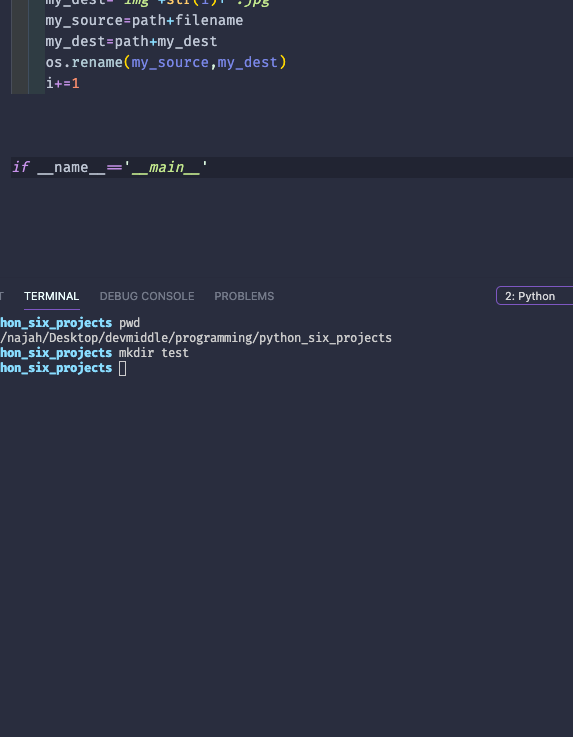 my_dest="img"+str(i)+".jpg"
my_source=path+filename
my_dest=path+my_dest
os.rename(my_source,my_dest)
i+=1
if __name__=='__main__'
T TERMINAL DEBUG CONSOLE PROBLEMS 2: Python
hon_six_projects pwd
/najah/Desktop/devmiddle/programming/python_six_projects
hon_six_projects mkdir test
hon_six_projects